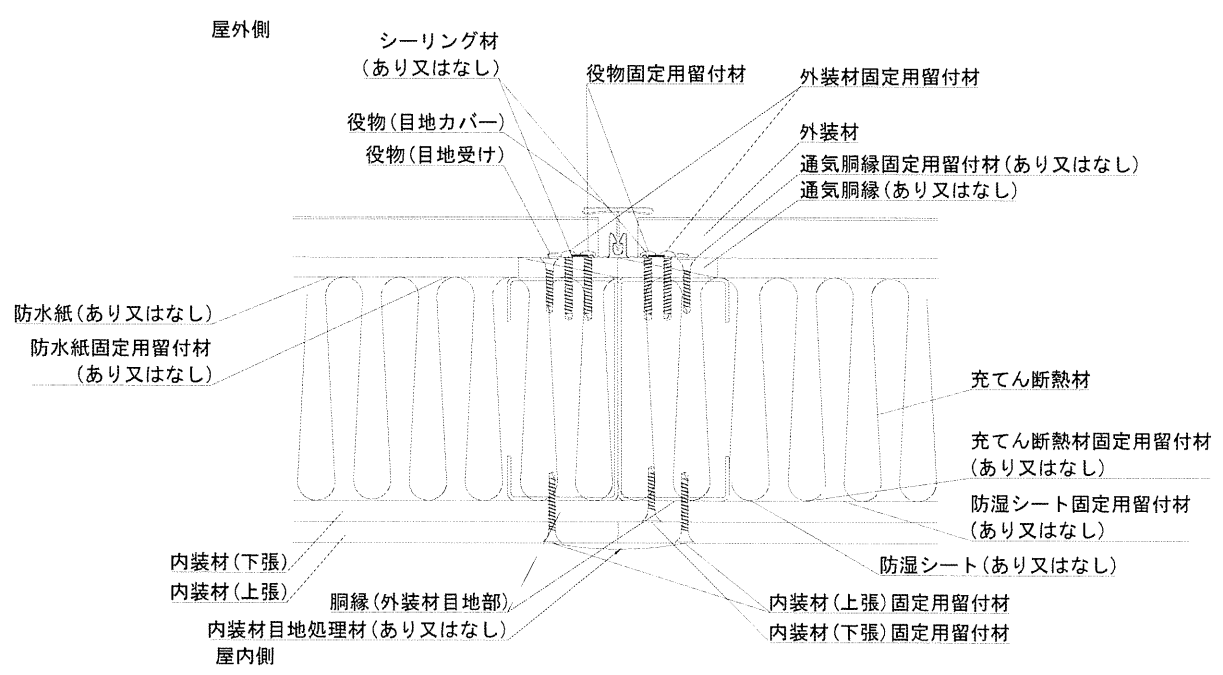 屋外側
シーリング材
(あり又はなし)
役物固定用留付材
外装材固定用留付材
役物(目地カバー)
外装材
役物(目地受け)
通気胴縁固定用留付材(あり又はなし)
通気胴縁(あり又はなし)
防水紙(あり又はなし)
防水紙固定用留付材
(あり又はなし)
充てん断熱材
充てん断熱材固定用留付材
(あり又はなし)
防湿シート固定用留付材
(あり又はなし)
内装材(下張)
防湿シート(あり又はなし)
内装材(上張)
胴縁(外装材目地部)
内装材(上張)固定用留付材
内装材目地処理材(あり又はなし)
内装材(下張)固定用留付材
屋内側